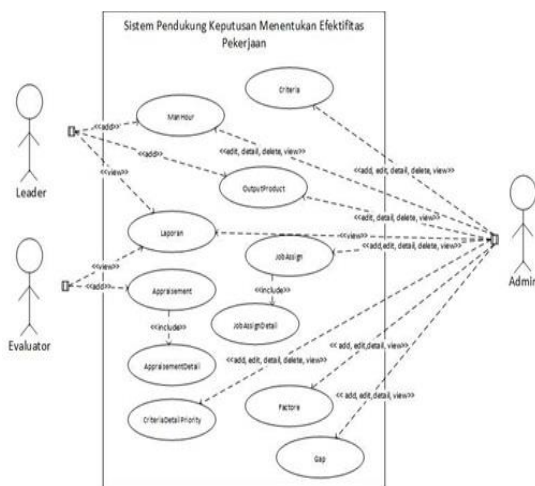 Sistem Pendukung Keputusan Menentukan Efektifitas
Pekerjaan
Criteria
ManHour
<<add>>
<<edit, detail, delete, view>>
<<add>>
<<add, edit, detail, delete, view>>
Leader
<<view>>
OutputProduct
<<edit, detail, delete, view>>
Laporan
<<view>>
<<add,edit, detail, delete, view>>
JobAssign
Admin
<<view>>
<<add>>
Appraisement
<<include>>
Evaluator
<<include>>
JobAssignDetail
AppraisementDetail
<<add, edit, detail, delete, view>>
<< add, edit,detail, view>>
CriteriaDetailPriority
Factore
<< add, edit,detail, view>>
Gap